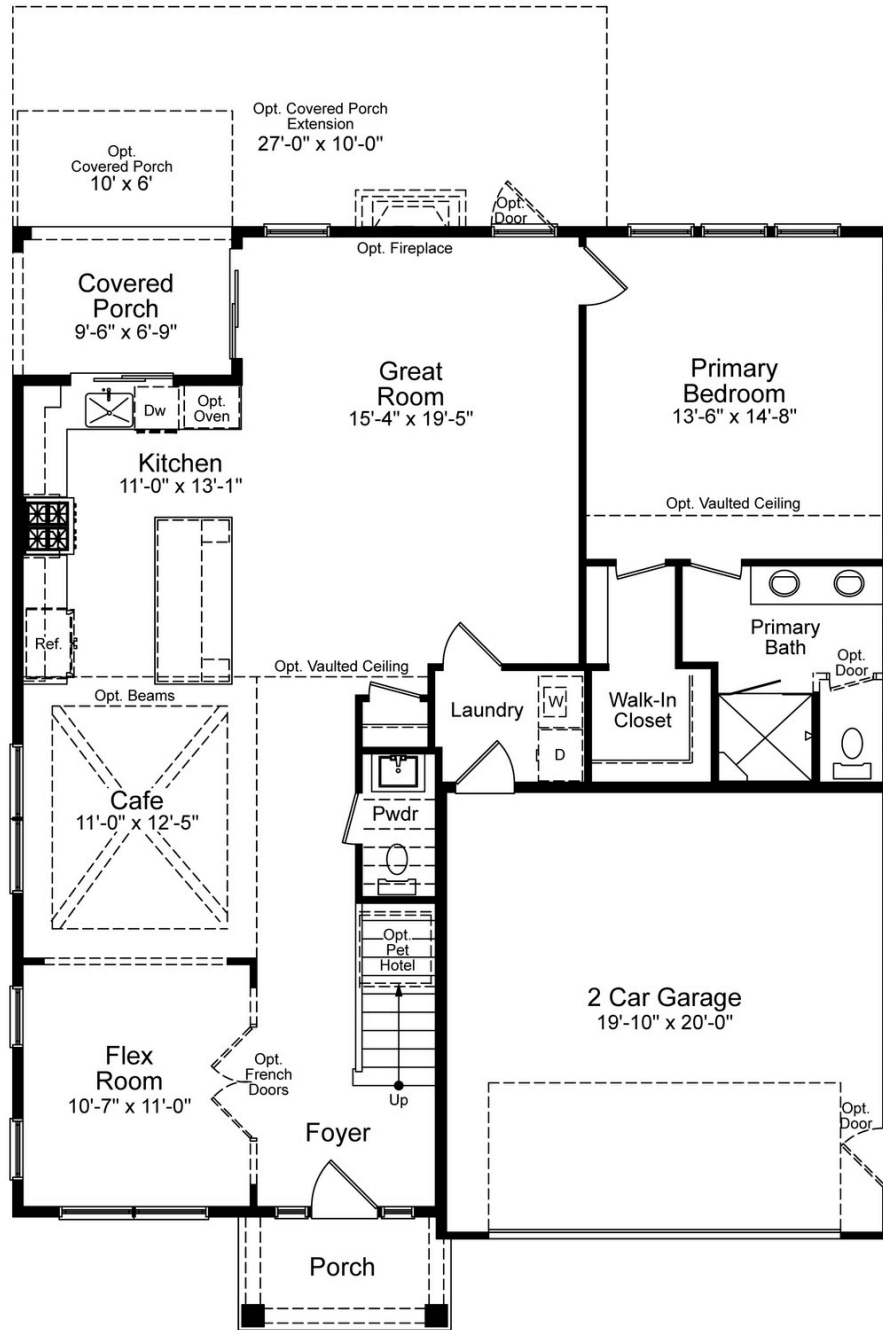 Opt. Covered Porch
Extension
27'-0" x 10'-0"
Opt.
Covered Porch
10' x 6'
Opt.
Door
Opt. Fireplace
Covered
Porch
9'-6" x 6'-9"
Great
Room
15'-4" x 19'-5"
Primary
Bedroom
13'-6" x 14'-8"
Dw
Opt.
Oven
Kitchen
11'-0" x 13'-1"
Opt. Vaulted Ceiling
Ref.
Primary
Bath
Opt.
Door
Opt. Vaulted Ceiling
Opt. Beams
Laundry
W
D
Walk-In
Closet
Cafe
11'-0" x 12'-5"
Pwdr
Opt.
Pet
Hotel
2 Car Garage
19'-10" x 20'-0"
Flex
Room
10'-7" x 11'-0"
Opt.
French
Doors
Up
Foyer
Opt.
Door
Porch